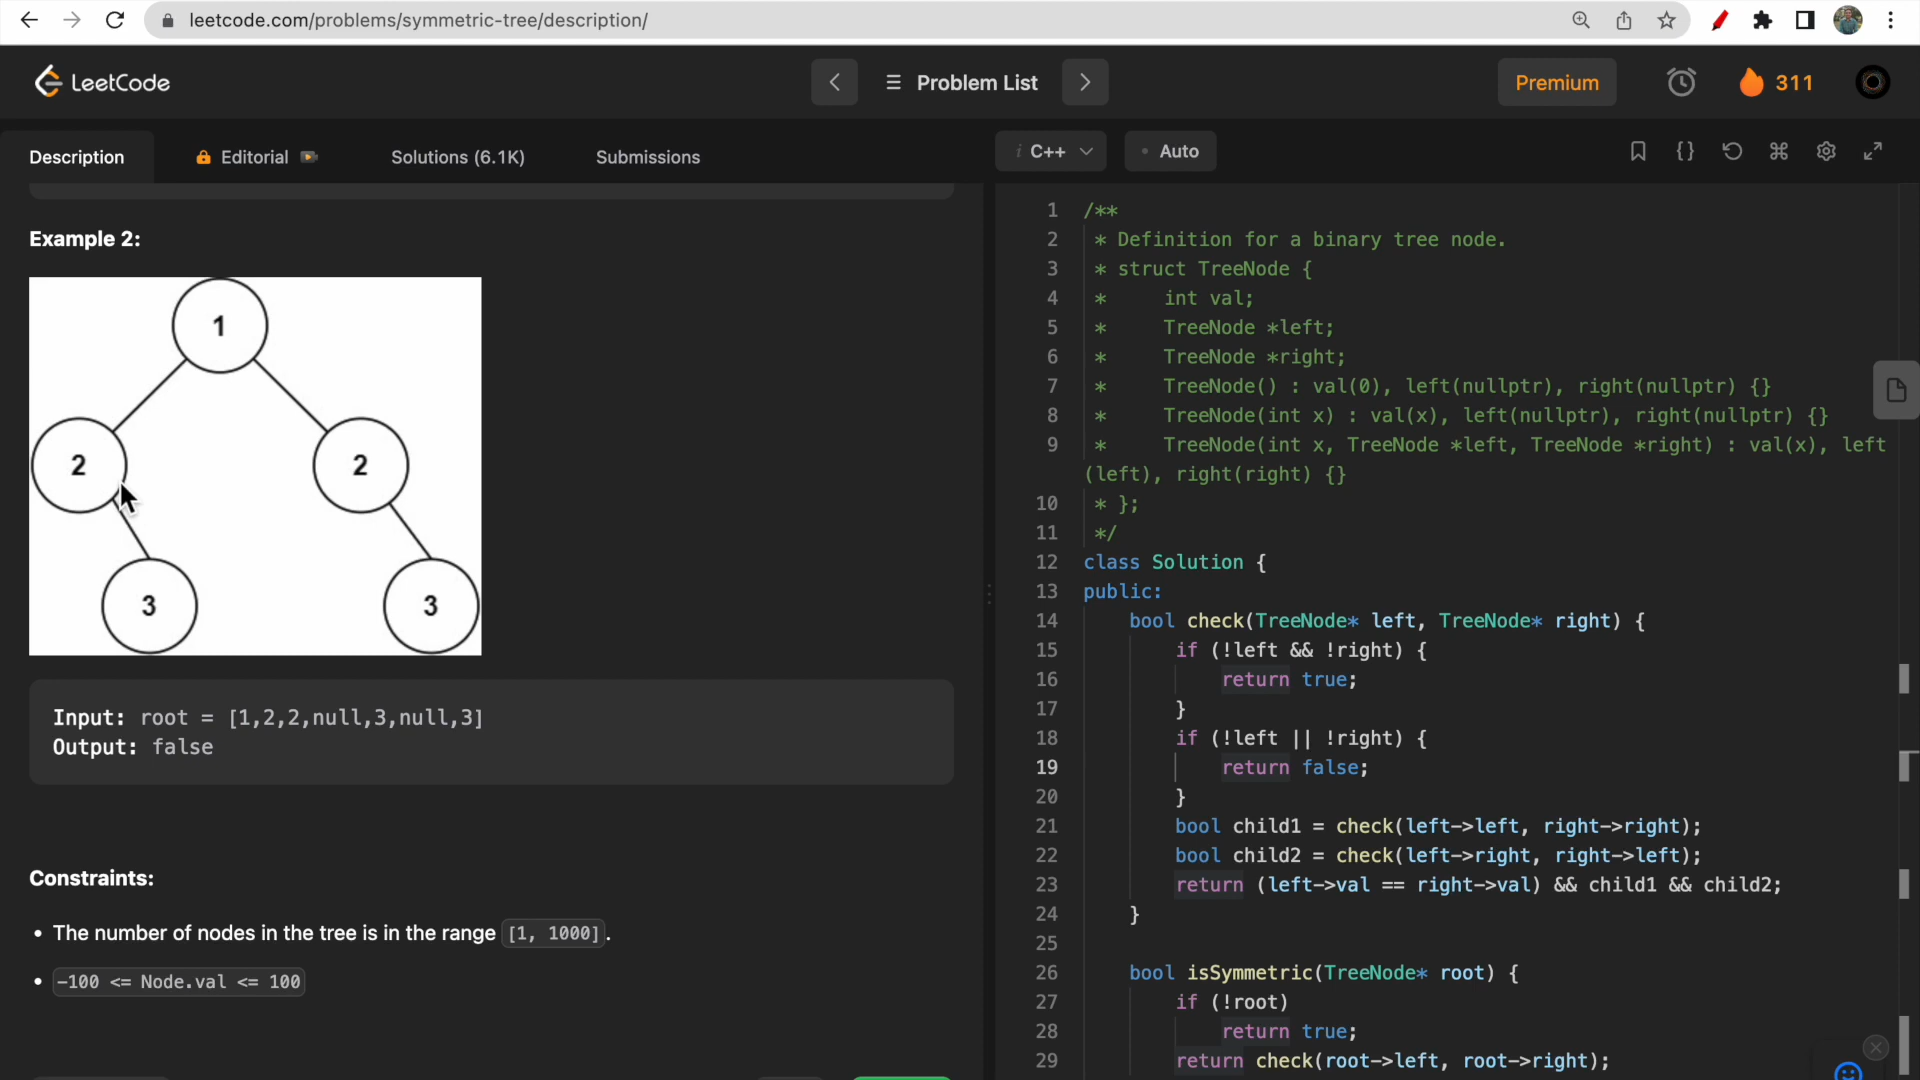 leetcode.com/problems/symmetric-tree/description/
LeetCode
Problem List
Premium
311
Description
Editorial
Solutions (6.1K)
Submissions
i C++
• Auto
Example 2:
1
2
2
3
3
Input: root = [1,2,2,null,3,null,3]
Output: false
Constraints:
• The number of nodes in the tree is in the range [1, 1000].
• -100 <= Node.val <= 100
1 /**
2  * Definition for a binary tree node.
3  * struct TreeNode {
4  *     int val;
5  *     TreeNode *left;
6  *     TreeNode *right;
7  *     TreeNode() : val(0), left(nullptr), right(nullptr) {}
8  *     TreeNode(int x) : val(x), left(nullptr), right(nullptr) {}
9  *     TreeNode(int x, TreeNode *left, TreeNode *right) : val(x), left
(left), right(right) {}
10  * };
11  */
12 class Solution {
13 public:
14     bool check(TreeNode* left, TreeNode* right) {
15         if (!left && !right) {
16             return true;
17         }
18         if (!left || !right) {
19             return false;
20         }
21         bool child1 = check(left->left, right->right);
22         bool child2 = check(left->right, right->left);
23         return (left->val == right->val) && child1 && child2;
24     }
25
26     bool isSymmetric(TreeNode* root) {
27         if (!root)
28             return true;
29         return check(root->left, root->right);